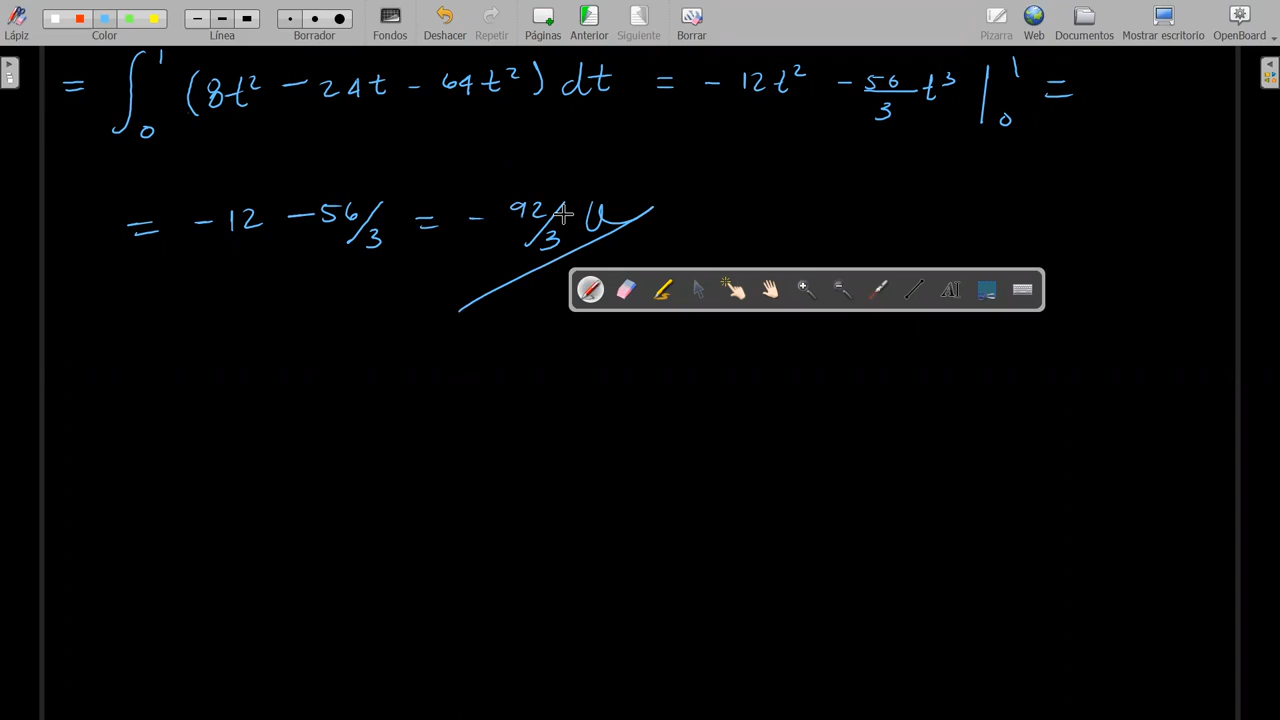 Lápiz Color Línea Borrador Fondos Deshacer Repetir Páginas Anterior Siguiente Borrar Pizarra Web Documentos Mostrar escritorio OpenBoard
= ∫₀¹ (8t² − 24t − 64t²) dt = − 12t² − 56/3 t³ |₀¹ =
= −12 −56/3 = − 92/3 V